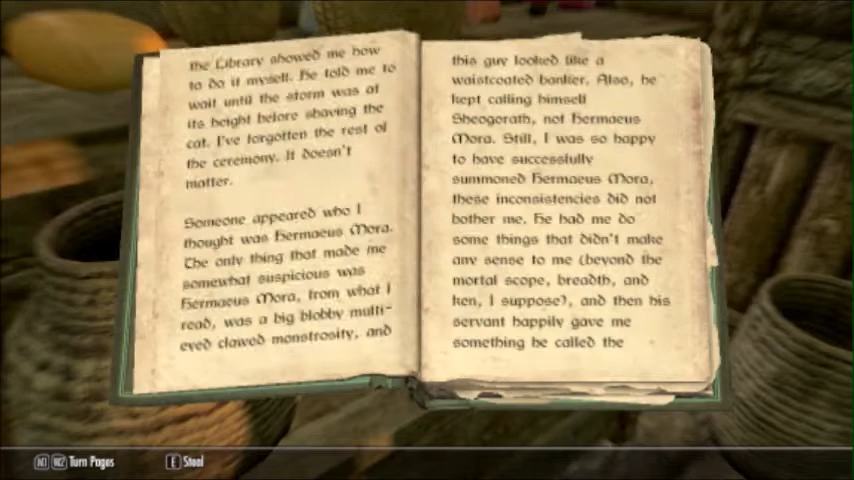 the Library showed me how
to do it myself. He told me to
wait until the storm was at
its height before shaving the
cat. I've forgotten the rest of
the ceremony. It doesn't
matter.
Someone appeared who I
thought was Hermaeus Mora.
The only thing that made me
somewhat suspicious was
Hermaeus Mora, from what I
read, was a big blobby multi-
eyed clawed monstrosity, and
this guy looked like a
waistcoated banker. Also, he
kept calling himself
Sheogorath, not Hermaeus
Mora. Still, I was so happy
to have successfully
summoned Hermaeus Mora,
these inconsistencies did not
bother me. He had me do
some things that didn't make
any sense to me (beyond the
mortal scope, breadth, and
ken, I suppose), and then his
servant happily gave me
something he called the
Turn Pages
E Steal